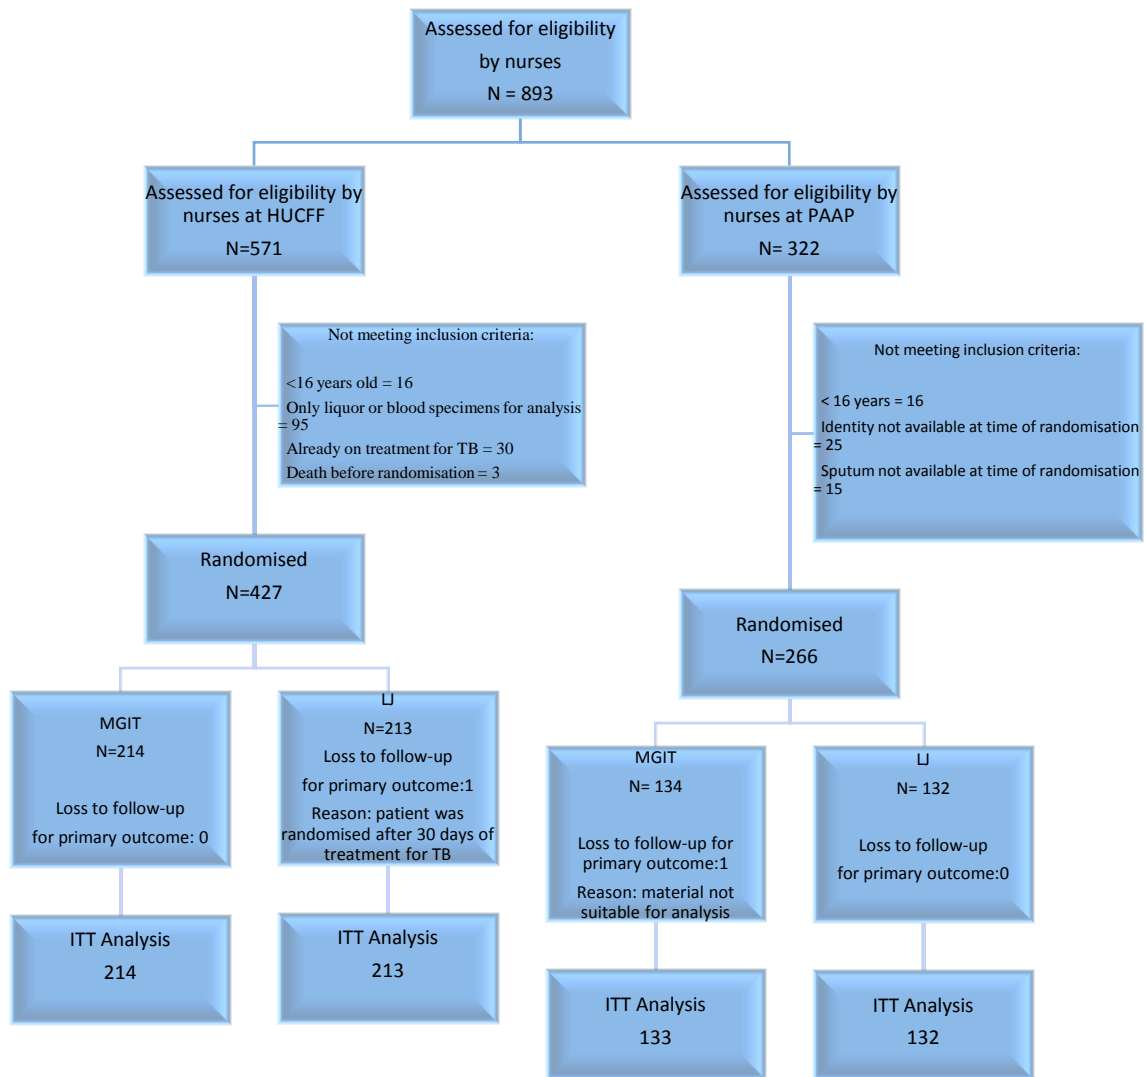 Assessed for eligibility
by nurses
N = 893
Assessed for eligibility by
nurses at HUCFF
N=571
Assessed for eligibility by
nurses at PAAP
N= 322
Not meeting inclusion criteria:
<16 years old = 16
Only liquor or blood specimens for analysis
= 95
Already on treatment for TB = 30
Death before randomisation = 3
Not meeting inclusion criteria:
< 16 years = 16
Identity not available at time of randomisation
= 25
Sputum not available at time of randomisation
= 15
Randomised
N=427
Randomised
N=266
MGIT
N=214
Loss to follow-up
for primary outcome: 0
LJ
N=213
Loss to follow-up
for primary outcome:1
Reason: patient was
randomised after 30 days of
treatment for TB
MGIT
N= 134
Loss to follow-up for
primary outcome:1
Reason: material not
suitable for analysis
LJ
N= 132
Loss to follow-up
for primary outcome:0
ITT Analysis
214
ITT Analysis
213
ITT Analysis
133
ITT Analysis
132